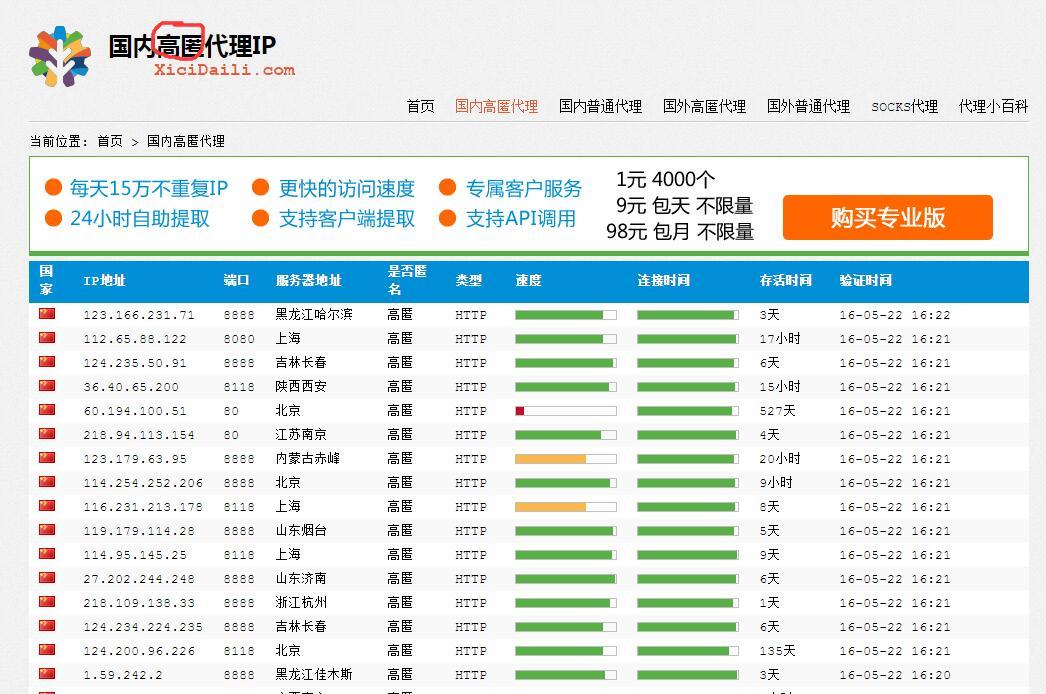 国内高匿代理IP
XiciDaili.com
首页 国内高匿代理 国内普通代理 国外高匿代理 国外普通代理 SOCKS代理 代理小百科
当前位置: 首页 > 国内高匿代理
每天15万不重复IP 更快的访问速度 专属客户服务 1元 4000个
24小时自助提取 支持客户端提取 支持API调用 9元 包天 不限量
98元 包月 不限量
购买专业版
国家 IP地址 端口 服务器地址 是否匿名 类型 速度 连接时间 存活时间 验证时间
123.166.231.71 8888 黑龙江哈尔滨 高匿 HTTP 3天 16-05-22 16:22
112.65.88.122 8080 上海 高匿 HTTP 17小时 16-05-22 16:21
124.235.50.91 8888 吉林长春 高匿 HTTP 6天 16-05-22 16:21
36.40.65.200 8118 陕西西安 高匿 HTTP 15小时 16-05-22 16:21
60.194.100.51 80 北京 高匿 HTTP 527天 16-05-22 16:21
218.94.113.154 80 江苏南京 高匿 HTTP 4天 16-05-22 16:21
123.179.63.95 8888 内蒙古赤峰 高匿 HTTP 20小时 16-05-22 16:21
114.254.252.206 8888 北京 高匿 HTTP 9小时 16-05-22 16:21
116.231.213.178 8118 上海 高匿 HTTP 8天 16-05-22 16:21
119.179.114.28 8888 山东烟台 高匿 HTTP 5天 16-05-22 16:21
114.95.145.25 8118 上海 高匿 HTTP 9天 16-05-22 16:21
27.202.244.248 8888 山东济南 高匿 HTTP 6天 16-05-22 16:21
218.109.138.33 8888 浙江杭州 高匿 HTTP 1天 16-05-22 16:21
124.234.224.235 8888 吉林长春 高匿 HTTP 6天 16-05-22 16:21
124.200.96.226 8118 北京 高匿 HTTP 135天 16-05-22 16:21
1.59.242.2 8888 黑龙江佳木斯 高匿 HTTP 3天 16-05-22 16:20